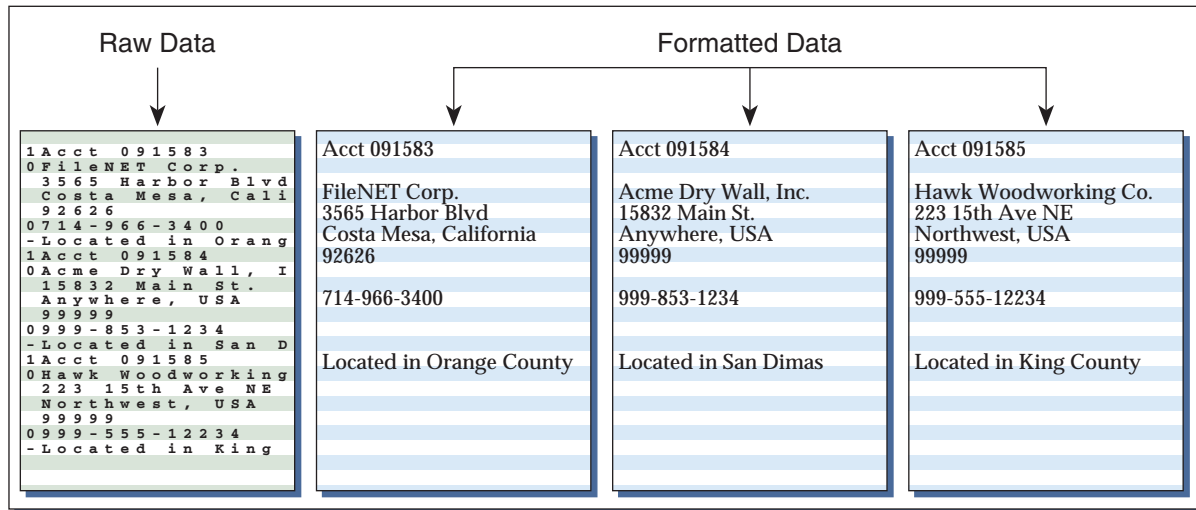 Raw Data
Formatted Data
1Acct 091583
0FileNET Corp.
3565 Harbor Blvd
Costa Mesa, Cali
92626
0714-966-3400
-Located in Orang
1Acct 091584
0Acme Dry Wall, I
15832 Main St.
Anywhere, USA
99999
0999-853-1234
-Located in San D
1Acct 091585
0Hawk Woodworking
223 15th Ave NE
Northwest, USA
99999
0999-555-12234
-Located in King
Acct 091583
FileNET Corp.
3565 Harbor Blvd
Costa Mesa, California
92626
714-966-3400
Located in Orange County
Acct 091584
Acme Dry Wall, Inc.
15832 Main St.
Anywhere, USA
99999
999-853-1234
Located in San Dimas
Acct 091585
Hawk Woodworking Co.
223 15th Ave NE
Northwest, USA
99999
999-555-12234
Located in King County